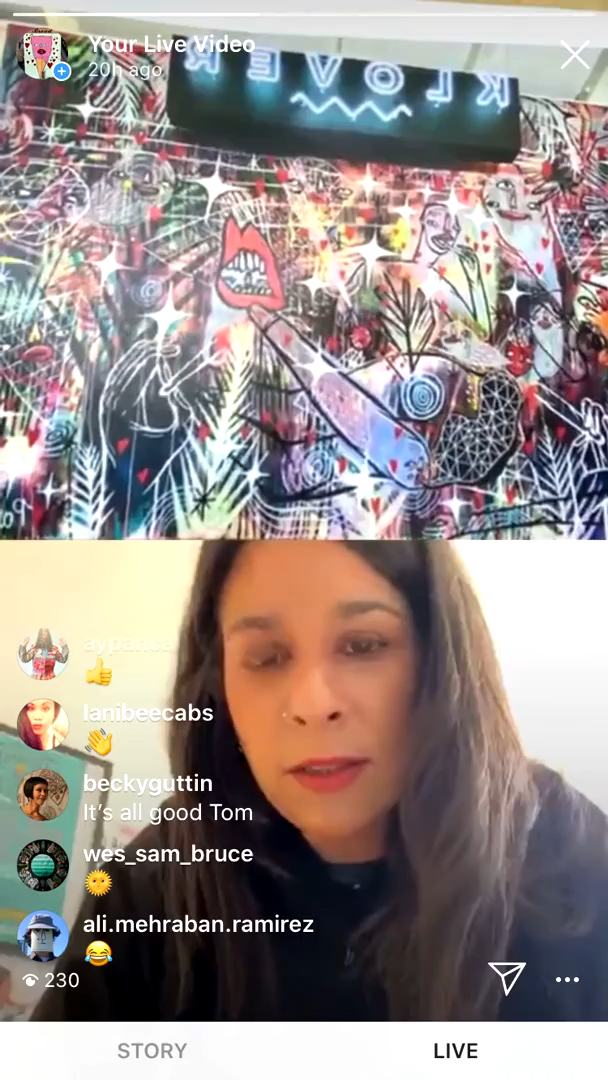 Your Live Video
20h ago
KLOVER
aypanca
👍
lanibeecabs
👋
beckyguttin
It's all good Tom
wes_sam_bruce
🌞
ali.mehraban.ramirez
😂
230
STORY
LIVE